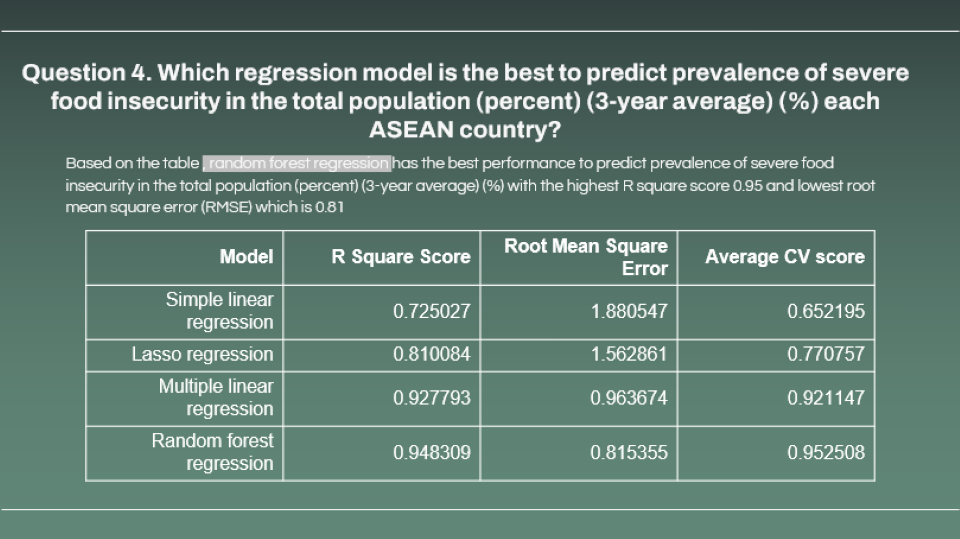 Question 4. Which regression model is the best to predict prevalence of severe
food insecurity in the total population (percent) (3-year average) (%) each
ASEAN country?
Based on the table , random forest regression has the best performance to predict prevalence of severe food
insecurity in the total population (percent) (3-year average) (%) with the highest R square score 0.95 and lowest root
mean square error (RMSE) which is 0.81
Model R Square Score Root Mean Square Error Average CV score
Simple linear regression 0.725027 1.880547 0.652195
Lasso regression 0.810084 1.562861 0.770757
Multiple linear regression 0.927793 0.963674 0.921147
Random forest regression 0.948309 0.815355 0.952508